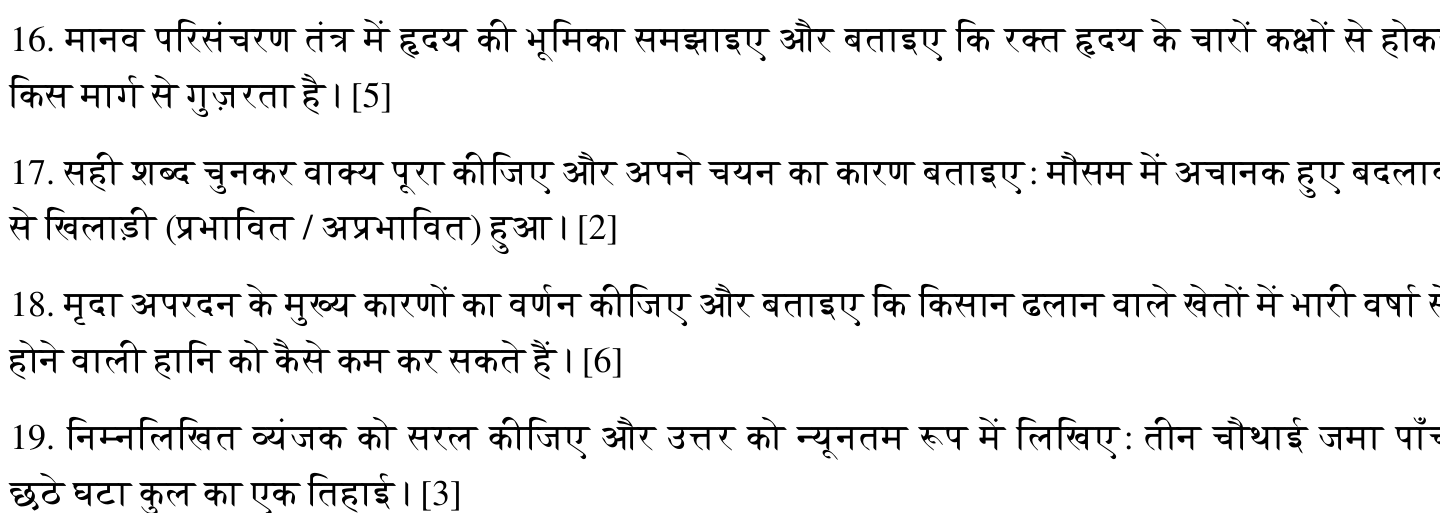 16. मानव परिसंचरण तंत्र में हृदय की भूमिका समझाइए और बताइए कि रक्त हृदय के चारों कक्षों से होक
किस मार्ग से गुज़रता है। [5]
17. सही शब्द चुनकर वाक्य पूरा कीजिए और अपने चयन का कारण बताइए: मौसम में अचानक हुए बदलाव
से खिलाड़ी (प्रभावित / अप्रभावित) हुआ। [2]
18. मृदा अपरदन के मुख्य कारणों का वर्णन कीजिए और बताइए कि किसान ढलान वाले खेतों में भारी वर्षा से
होने वाली हानि को कैसे कम कर सकते हैं। [6]
19. निम्नलिखित व्यंजक को सरल कीजिए और उत्तर को न्यूनतम रूप में लिखिए: तीन चौथाई जमा पाँच
छठे घटा कुल का एक तिहाई। [3]